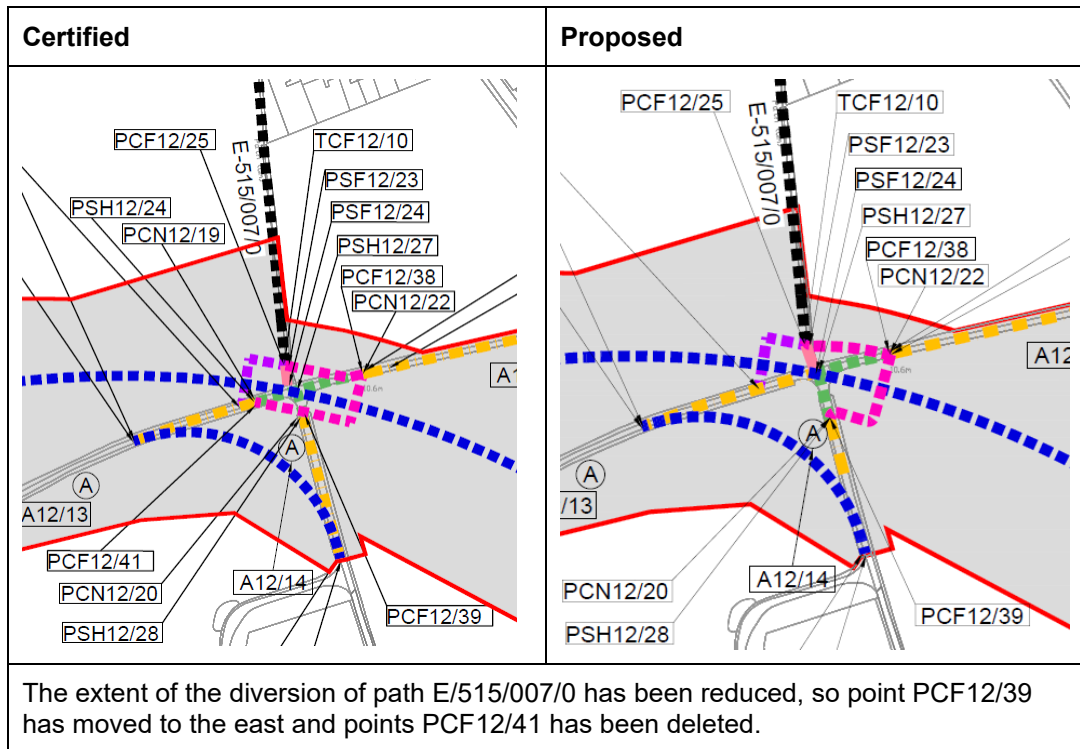 Certified
Proposed
PCF12/25
TCF12/10
E-515/007/0
PSF12/23
PSH12/24
PSF12/24
PCN12/19
PSH12/27
PCF12/38
PCN12/22
A1
A
A
A12/13
PCF12/41
A12/14
PCN12/20
PCF12/39
PSH12/28
PCF12/25
TCF12/10
E-515/007/0
PSF12/23
PSF12/24
PSH12/27
PCF12/38
PCN12/22
A12
A
A
/13
A12/14
PCN12/20
PCF12/39
PSH12/28
The extent of the diversion of path E/515/007/0 has been reduced, so point PCF12/39
has moved to the east and points PCF12/41 has been deleted.